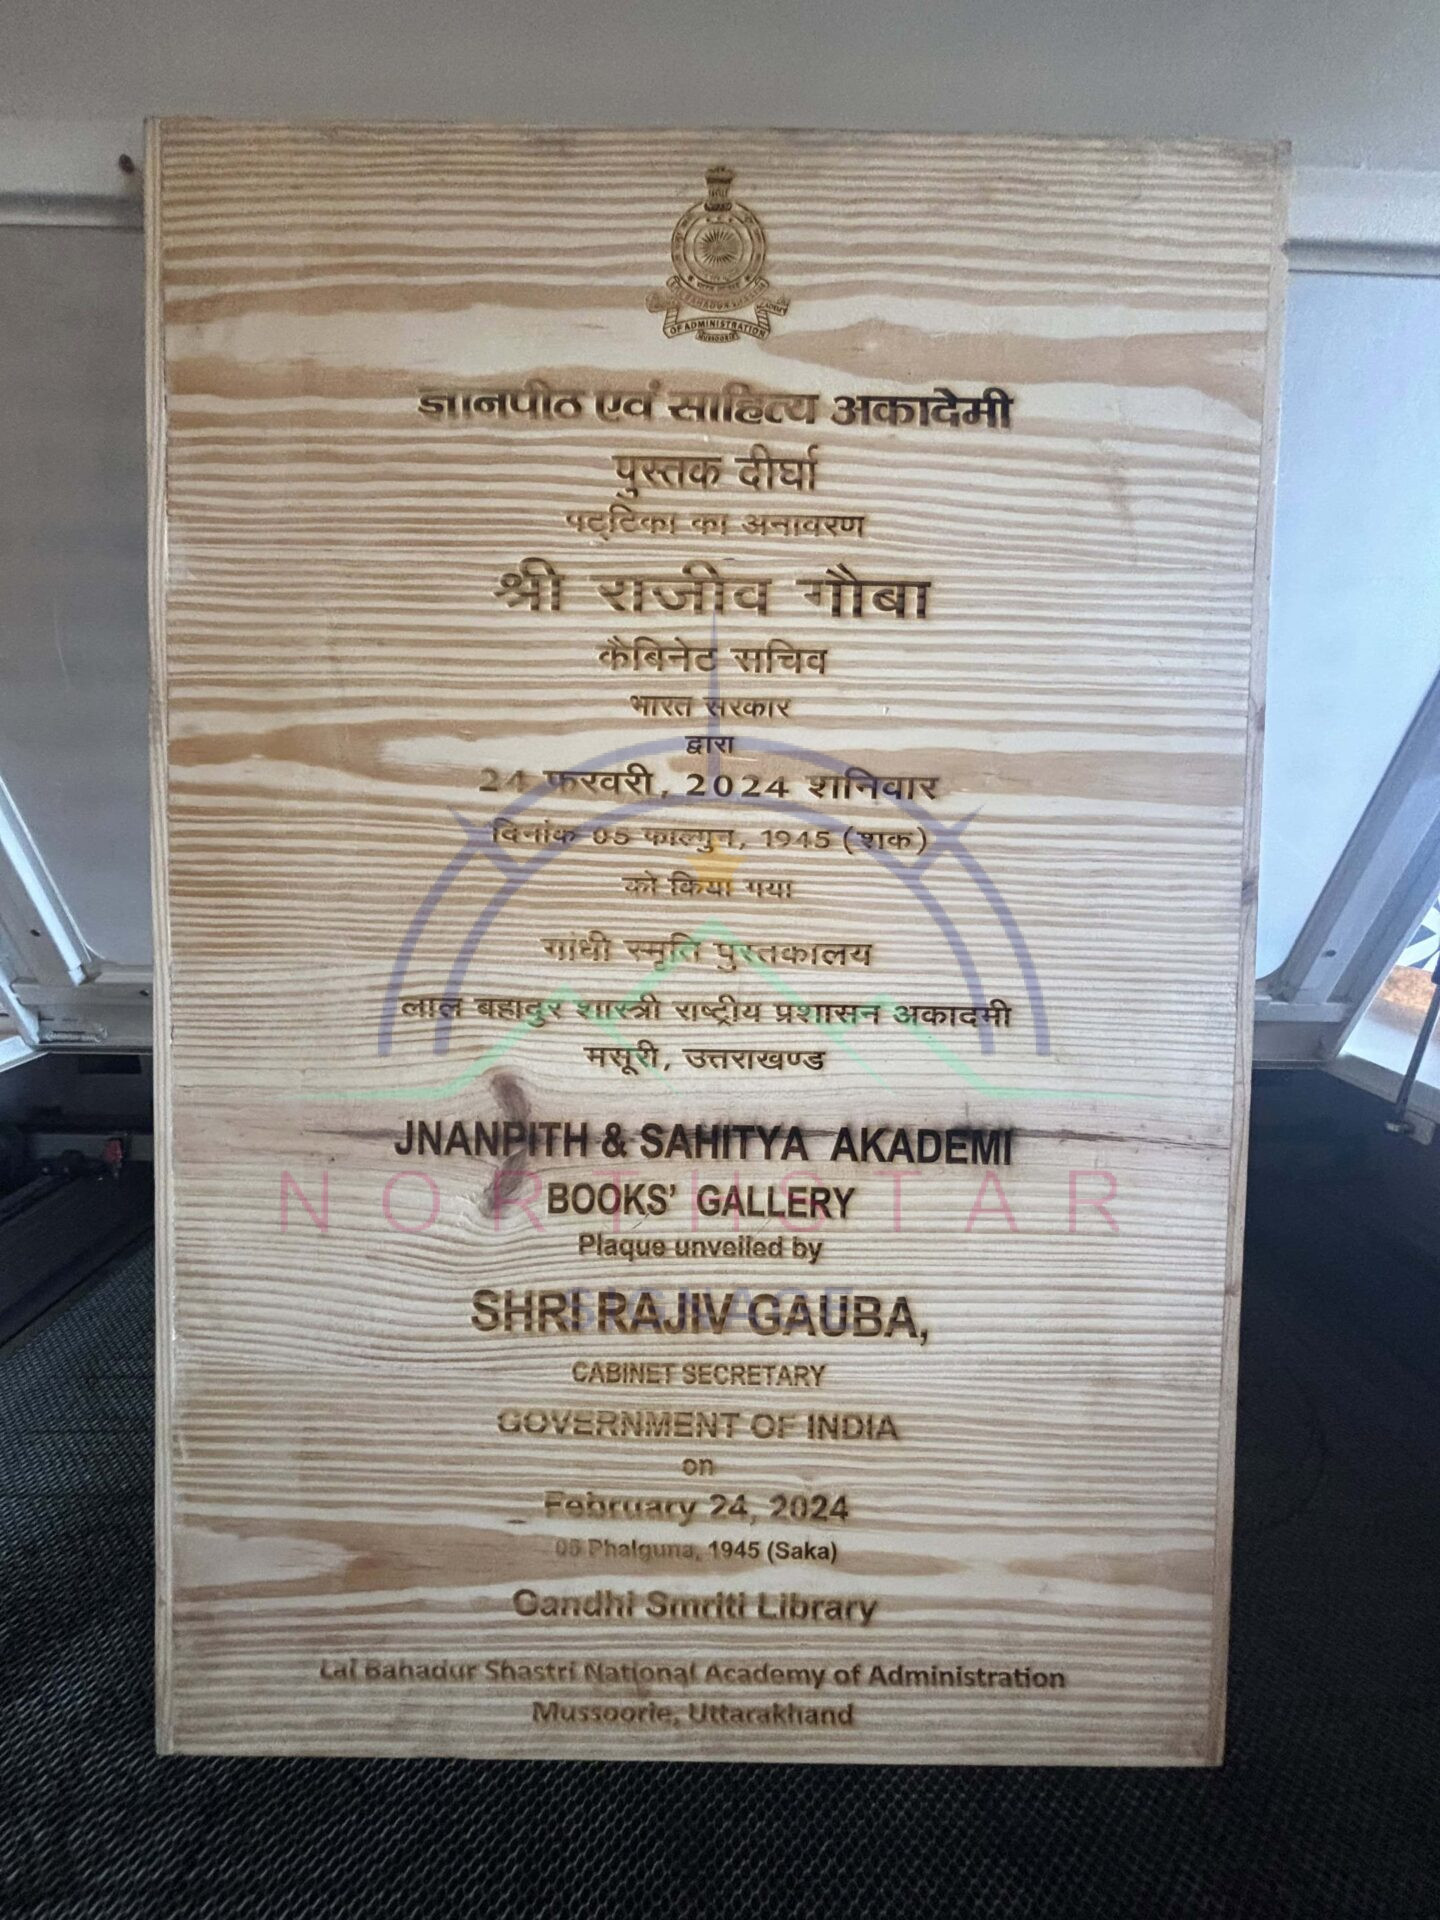 OF ADMINISTRATION
MUSSOORIE
ज्ञानपीठ एवं साहित्य अकादेमी
पुस्तक दीर्घा
पट्टिका का अनावरण
श्री राजीव गौबा
कैबिनेट सचिव
भारत सरकार
द्वारा
24 फरवरी, 2024 शनिवार
दिनांक 05 फाल्गुन, 1945 (शक)
को किया गया
गांधी स्मृति पुस्तकालय
लाल बहादुर शास्त्री राष्ट्रीय प्रशासन अकादमी
मसूरी, उत्तराखण्ड
JNANPITH & SAHITYA AKADEMI
NORTHSTAR
BOOKS' GALLERY
Plaque unveiled by
SHRI RAJIV GAUBA,
CABINET SECRETARY
GOVERNMENT OF INDIA
on
February 24, 2024
05 Phalguna, 1945 (Saka)
Gandhi Smriti Library
Lal Bahadur Shastri National Academy of Administration
Mussoorie, Uttarakhand